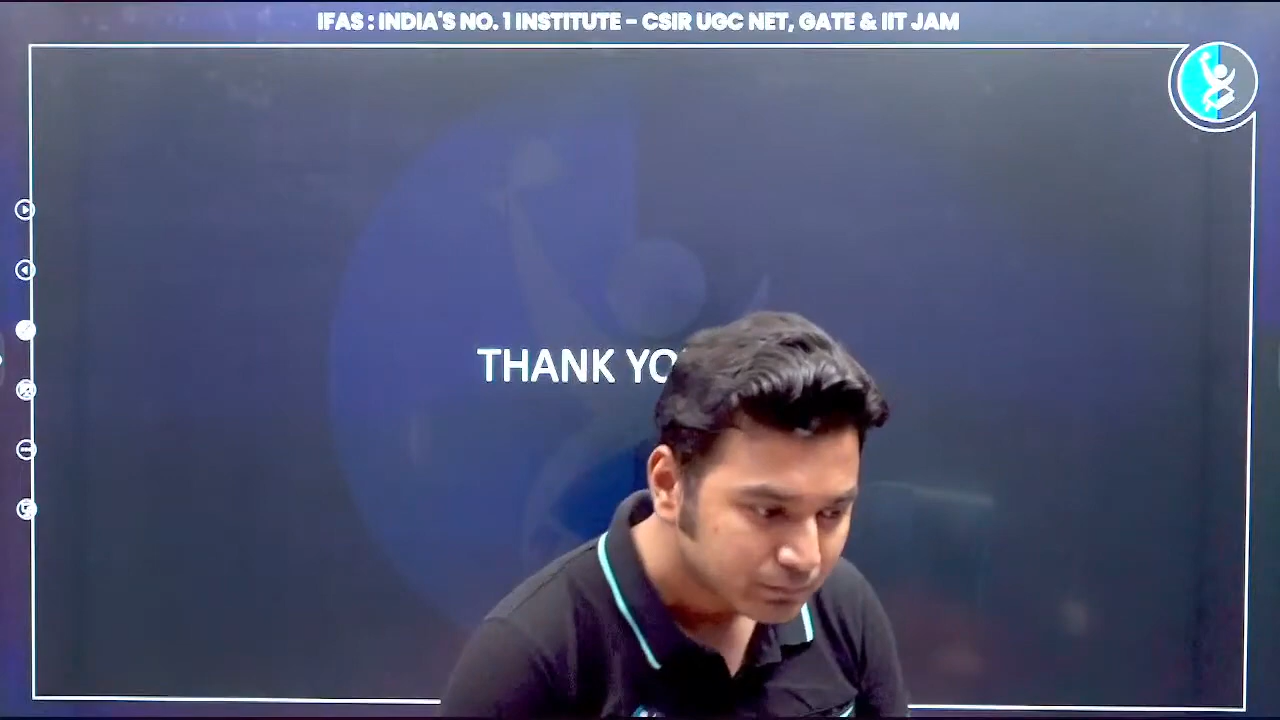 IFAS : INDIA'S NO. 1 INSTITUTE - CSIR UGC NET, GATE & IIT JAM
THANK YO